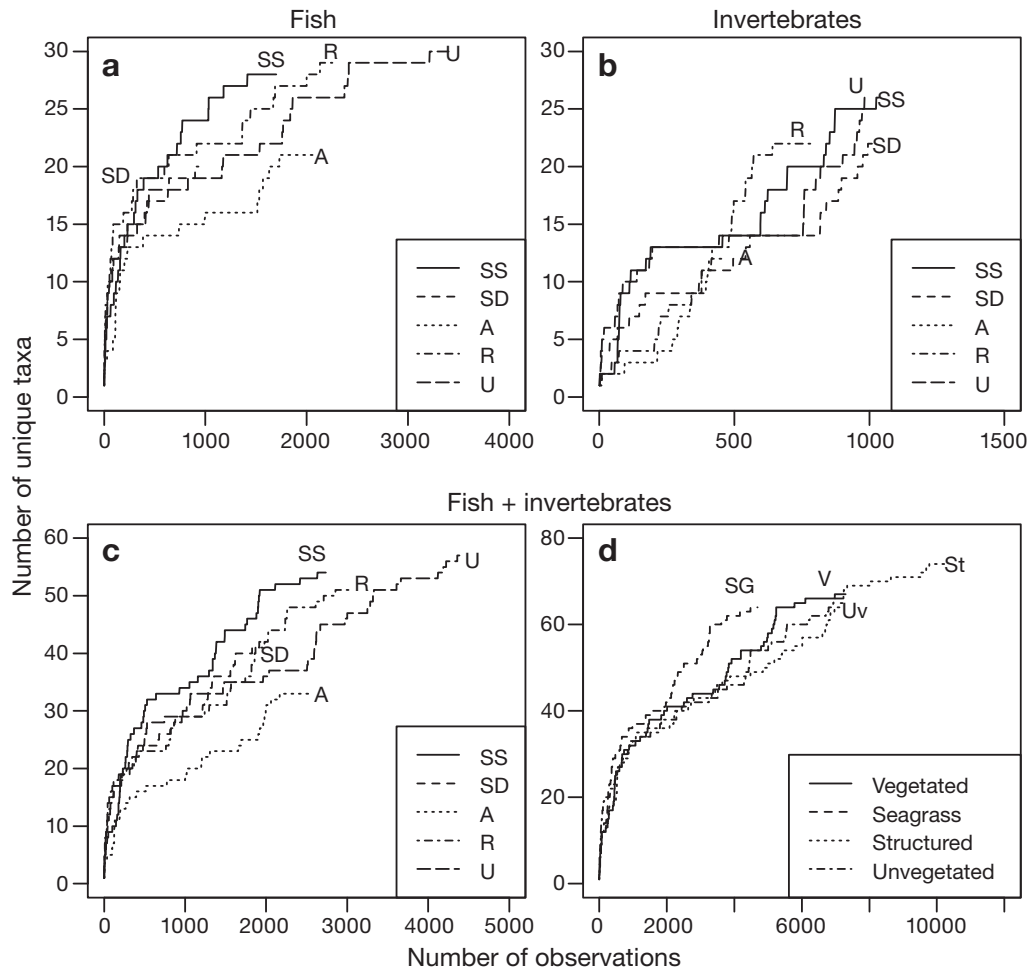 Fish
Invertebrates
a
30
25
20
15
10
5
0
SS
R
U
SD
A
SS
SD
A
R
U
0 1000 2000 3000 4000
b
30
25
20
15
10
5
0
U
SS
R
SD
A
SS
SD
A
R
U
0 500 1000 1500
Number of unique taxa
Fish + invertebrates
c
60
50
40
30
20
10
0
SS
U
R
SD
A
SS
SD
A
R
U
0 1000 2000 3000 4000 5000
d
80
60
40
20
0
SG
V
St
Uv
Vegetated
Seagrass
Structured
Unvegetated
0 2000 4000 6000 8000 10000
Number of observations